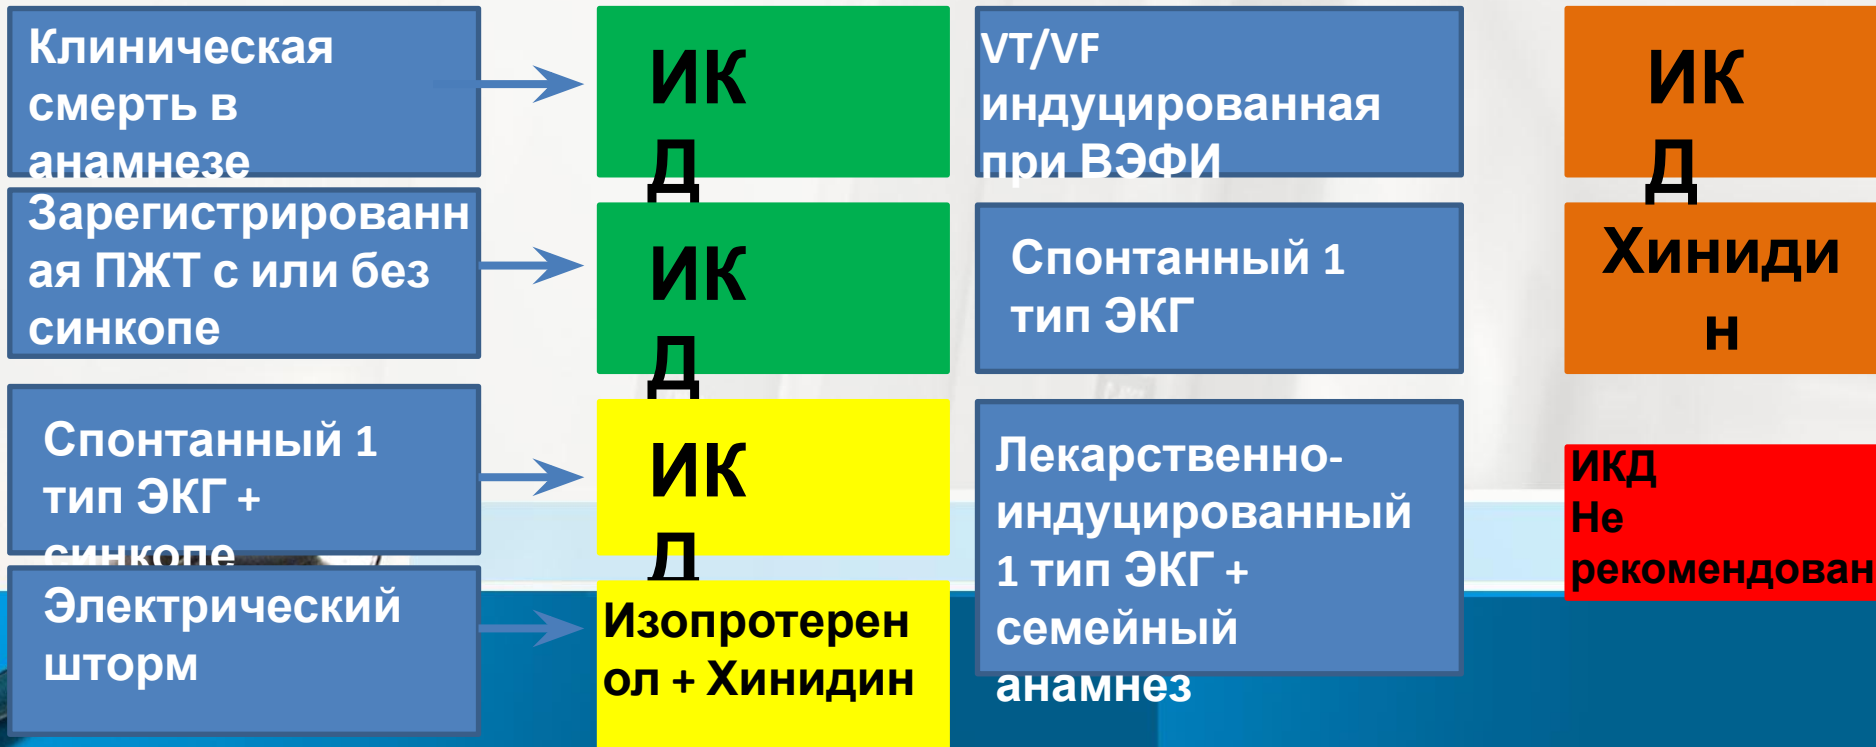 Клиническая
смерть в
анамнезе
ИК
Д
Зарегистрированн
ая ПЖТ с или без
синкопе
ИК
Д
Спонтанный 1
тип ЭКГ +
синкопе
ИК
Д
Электрический
шторм
Изопротерен
ол + Хинидин
VT/VF
индуцированная
при ВЭФИ
ИК
Д
Спонтанный 1
тип ЭКГ
Хиниди
н
Лекарственно-
индуцированный
1 тип ЭКГ +
семейный
анамнез
ИКД
Не
рекомендован